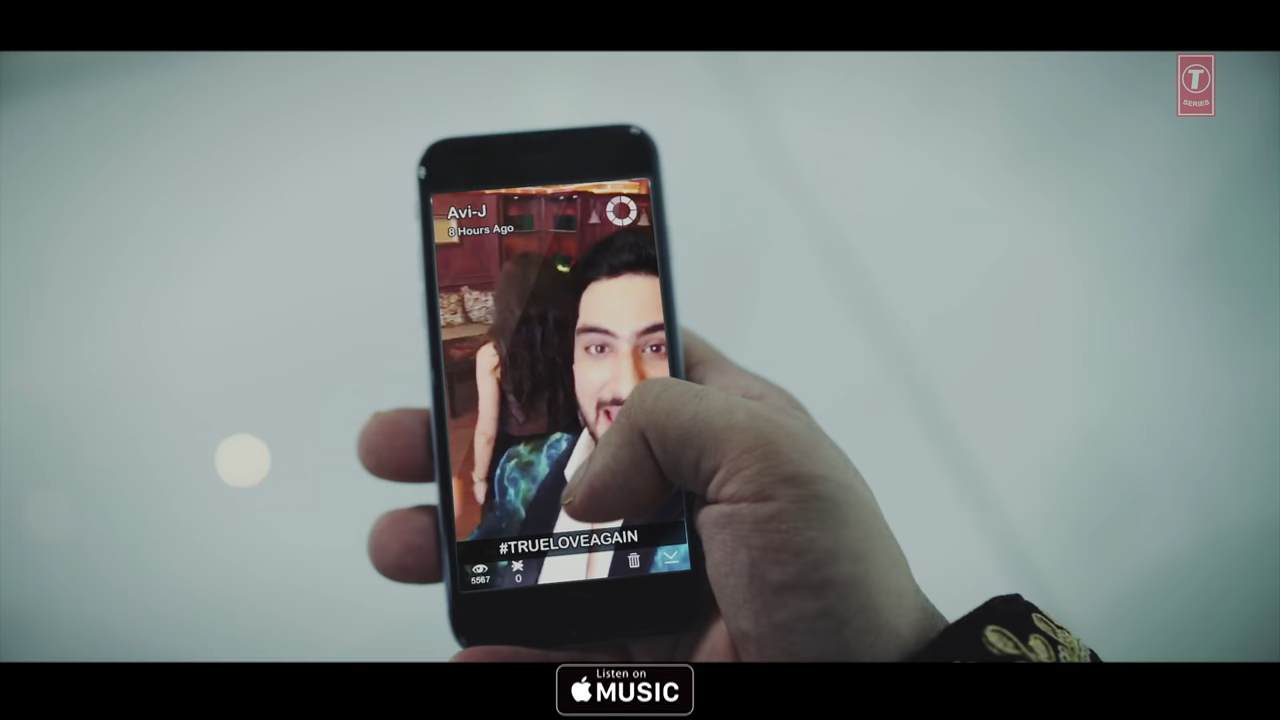 T
SERIES
Avi-J
8 Hours Ago
#TRUELOVEAGAIN
5567
0
Listen on
MUSIC